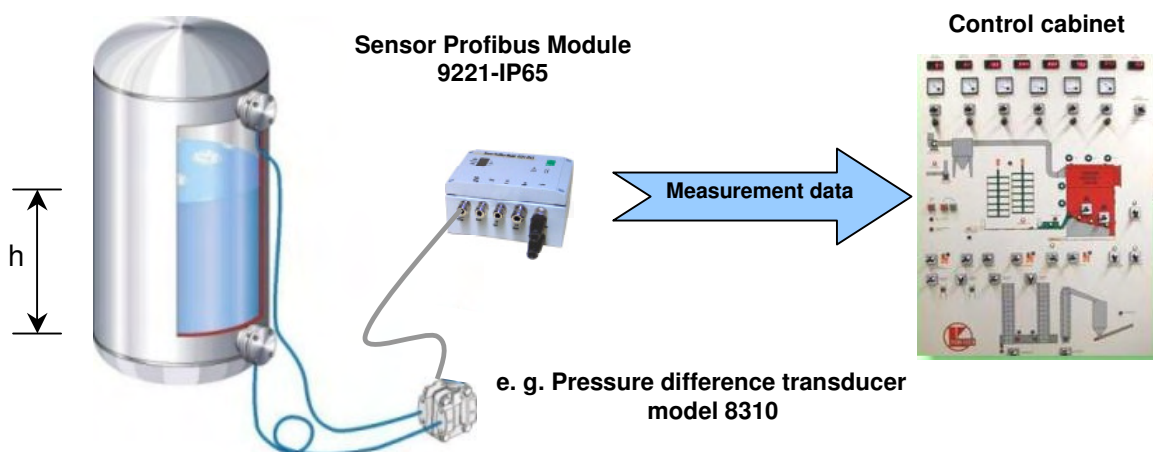 Control cabinet
Sensor Profibus Module
9221-IP65
Measurement data
h
e. g. Pressure difference transducer
model 8310